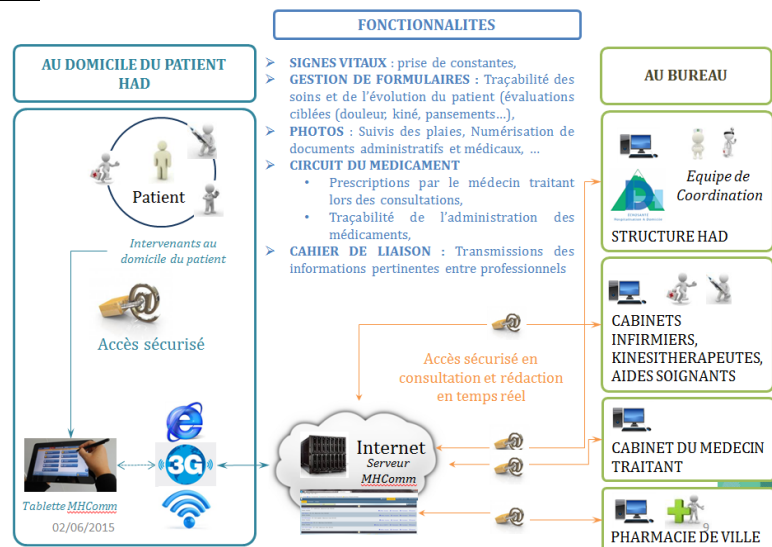 FONCTIONNALITES
AU DOMICILE DU PATIENT
HAD
Patient
Intervenants au
domicile du patient
Accès sécurisé
3G
Tablette MHComm
02/06/2015
➢ SIGNES VITAUX : prise de constantes,
➢ GESTION DE FORMULAIRES : Traçabilité des
soins et de l’évolution du patient (évaluations
ciblées (douleur, kiné, pansements…),
➢ PHOTOS : Suivis des plaies, Numérisation de
documents administratifs et médicaux, …
➢ CIRCUIT DU MEDICAMENT
• Prescriptions par le médecin traitant
lors des consultations,
• Traçabilité de l’administration des
médicaments,
➢ CAHIER DE LIAISON : Transmissions des
informations pertinentes entre professionnels
Accès sécurisé en
consultation et rédaction
en temps réel
Internet
Serveur
MHComm
AU BUREAU
Equipe de
Coordination
STRUCTURE HAD
CABINETS
INFIRMIERS,
KINESITHERAPEUTES,
AIDES SOIGNANTS
CABINET DU MEDECIN
TRAITANT
9
PHARMACIE DE VILLE